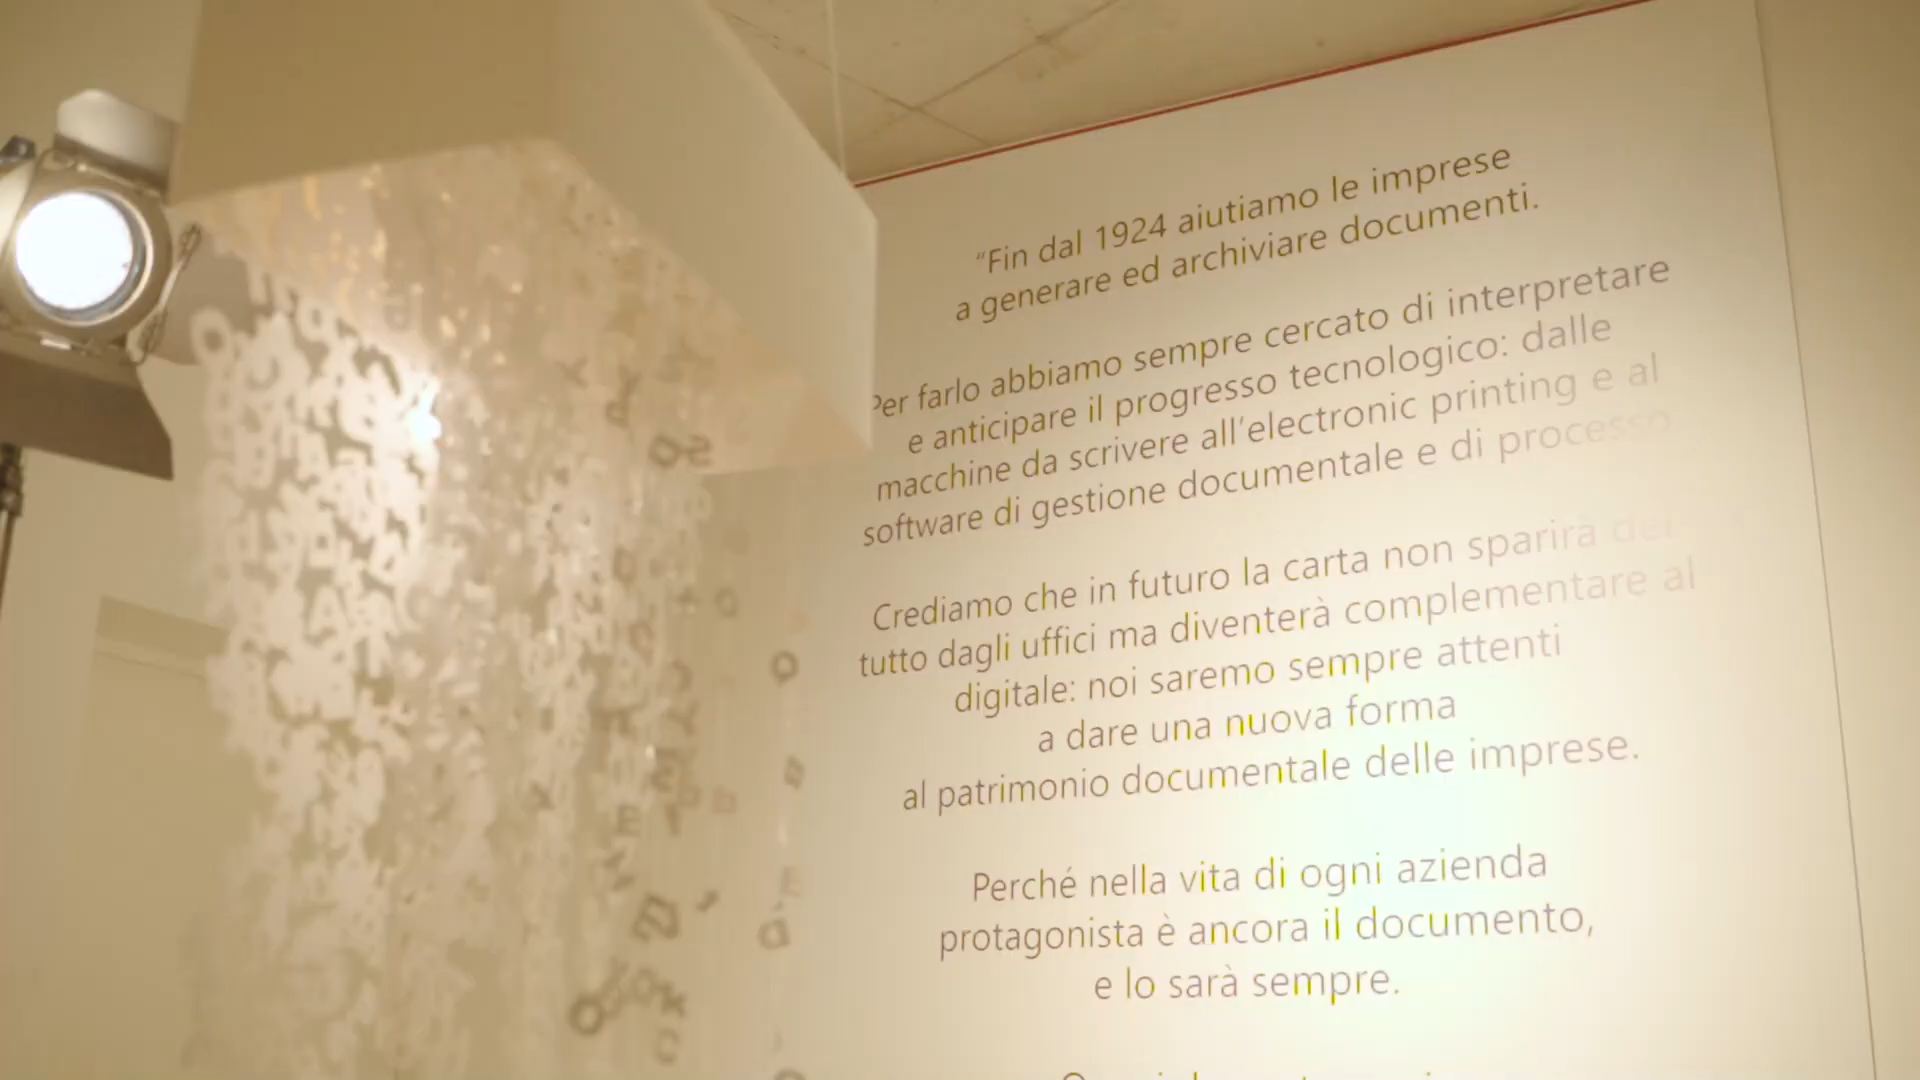 “Fin dal 1924 aiutiamo le imprese
a generare ed archiviare documenti.
Per farlo abbiamo sempre cercato di interpretare
e anticipare il progresso tecnologico: dalle
macchine da scrivere all'electronic printing e al
software di gestione documentale e di processo
Crediamo che in futuro la carta non sparirà del
tutto dagli uffici ma diventerà complementare al
digitale: noi saremo sempre attenti
a dare una nuova forma
al patrimonio documentale delle imprese.
Perché nella vita di ogni azienda
protagonista è ancora il documento,
e lo sarà sempre.